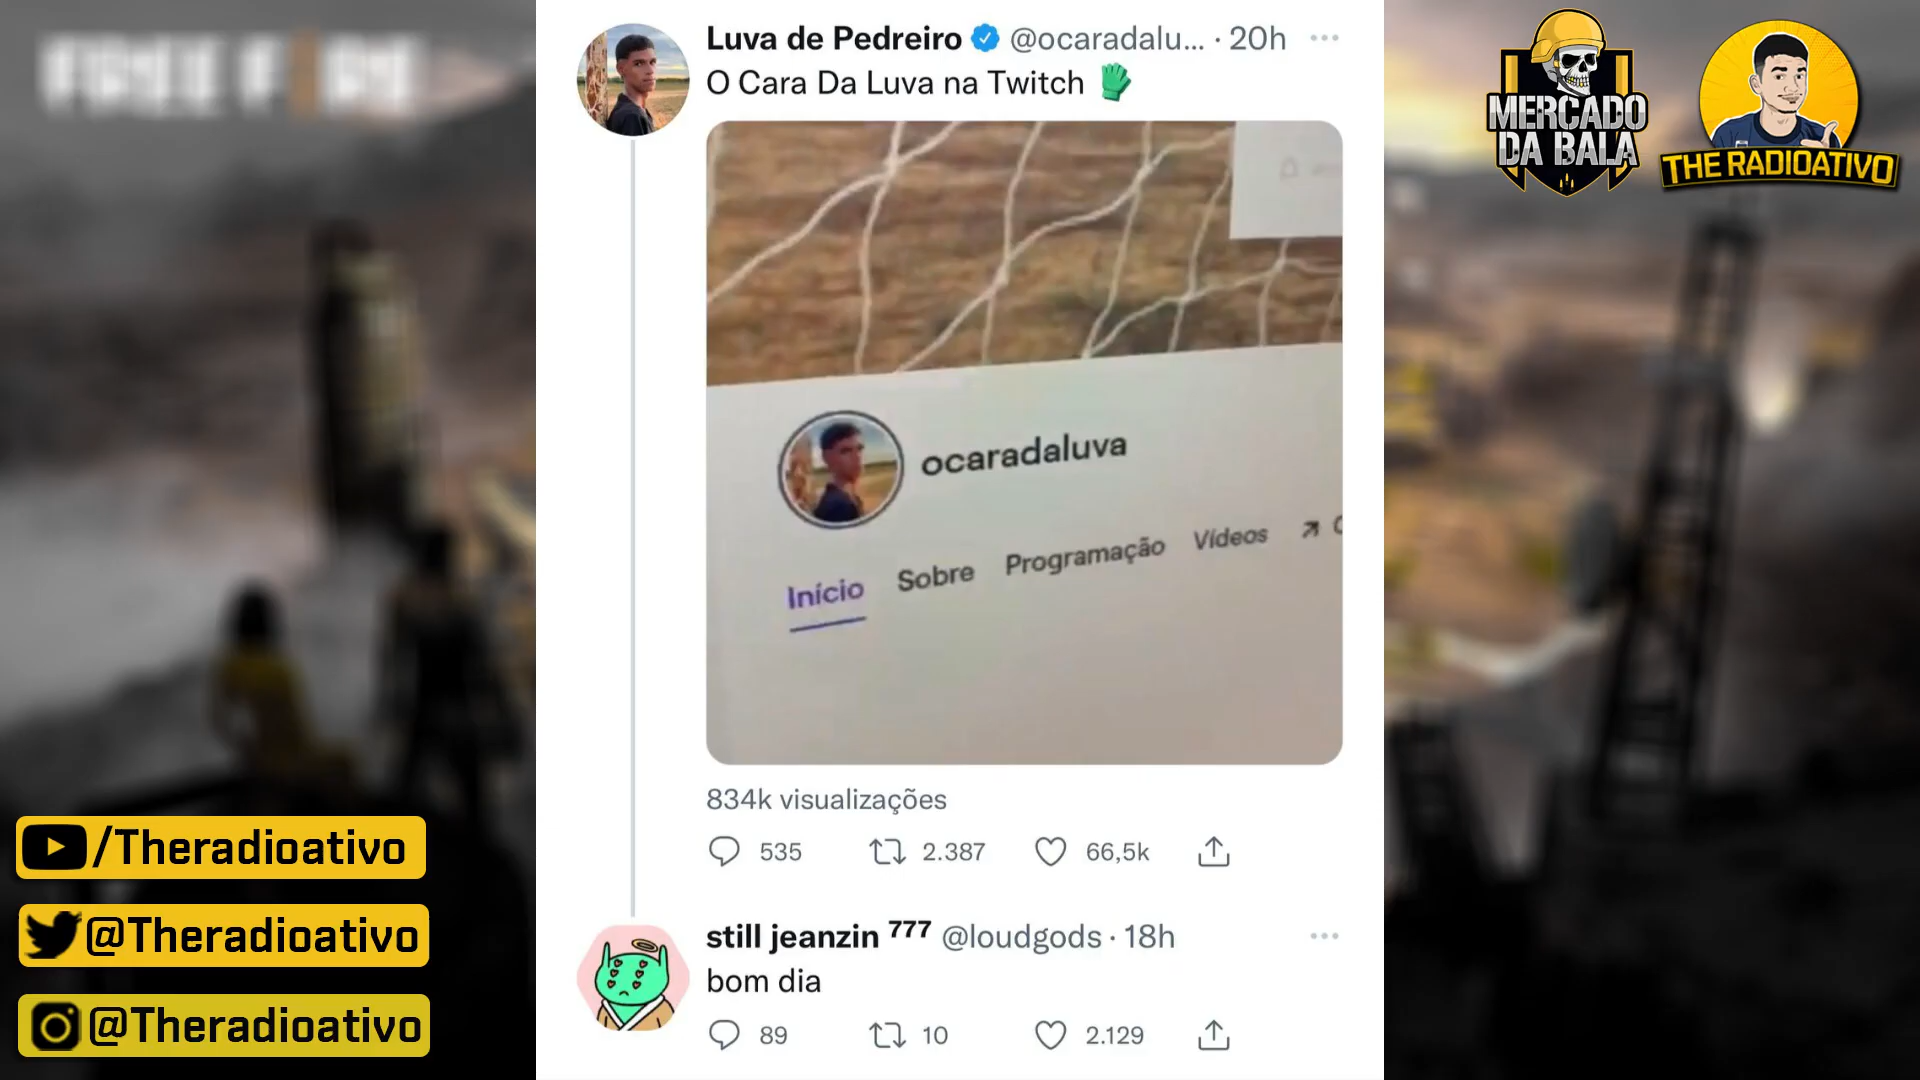 FREE FIRE
Luva de Pedreiro @ocaradalu... · 20h
O Cara Da Luva na Twitch
ocaradaluva
Início Sobre Programação Vídeos
834k visualizações
535 2.387 66,5k
still jeanzin ⁷⁷⁷ @loudgods · 18h
bom dia
89 10 2.129
MERCADO
DA BALA
THE RADIOATIVO
/Theradioativo
@Theradioativo
@Theradioativo